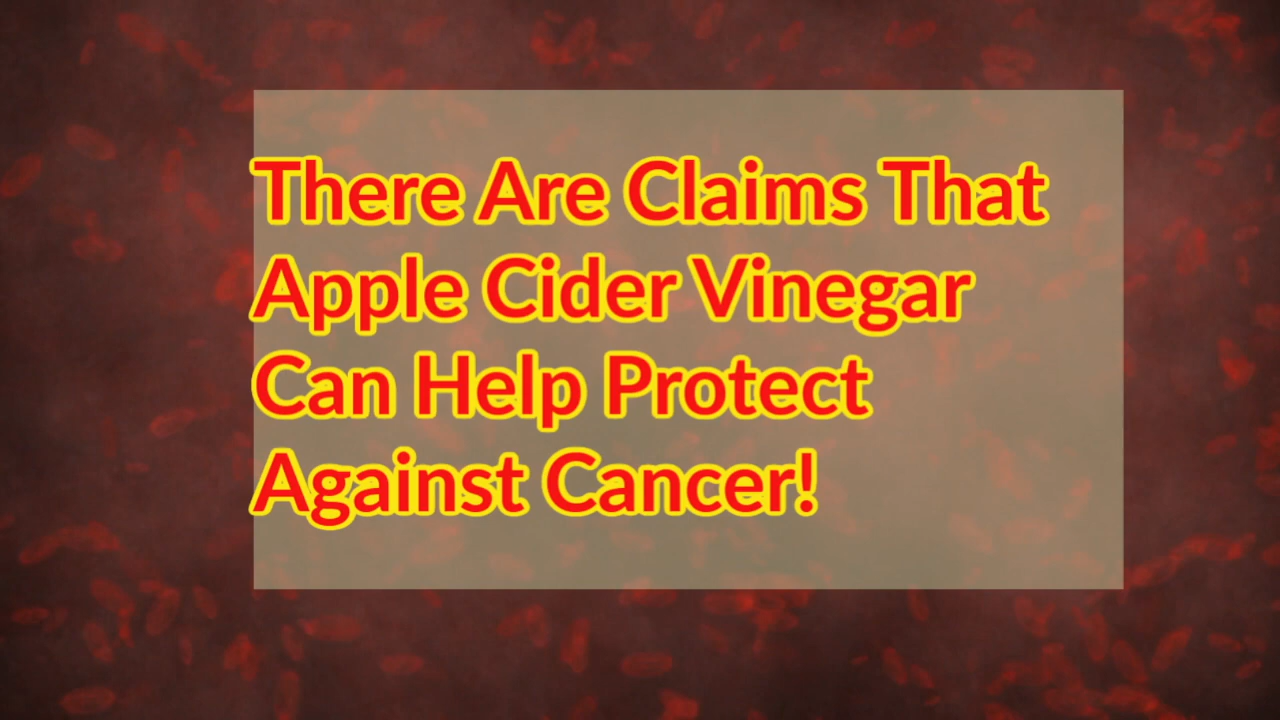 There Are Claims That
Apple Cider Vinegar
Can Help Protect
Against Cancer!